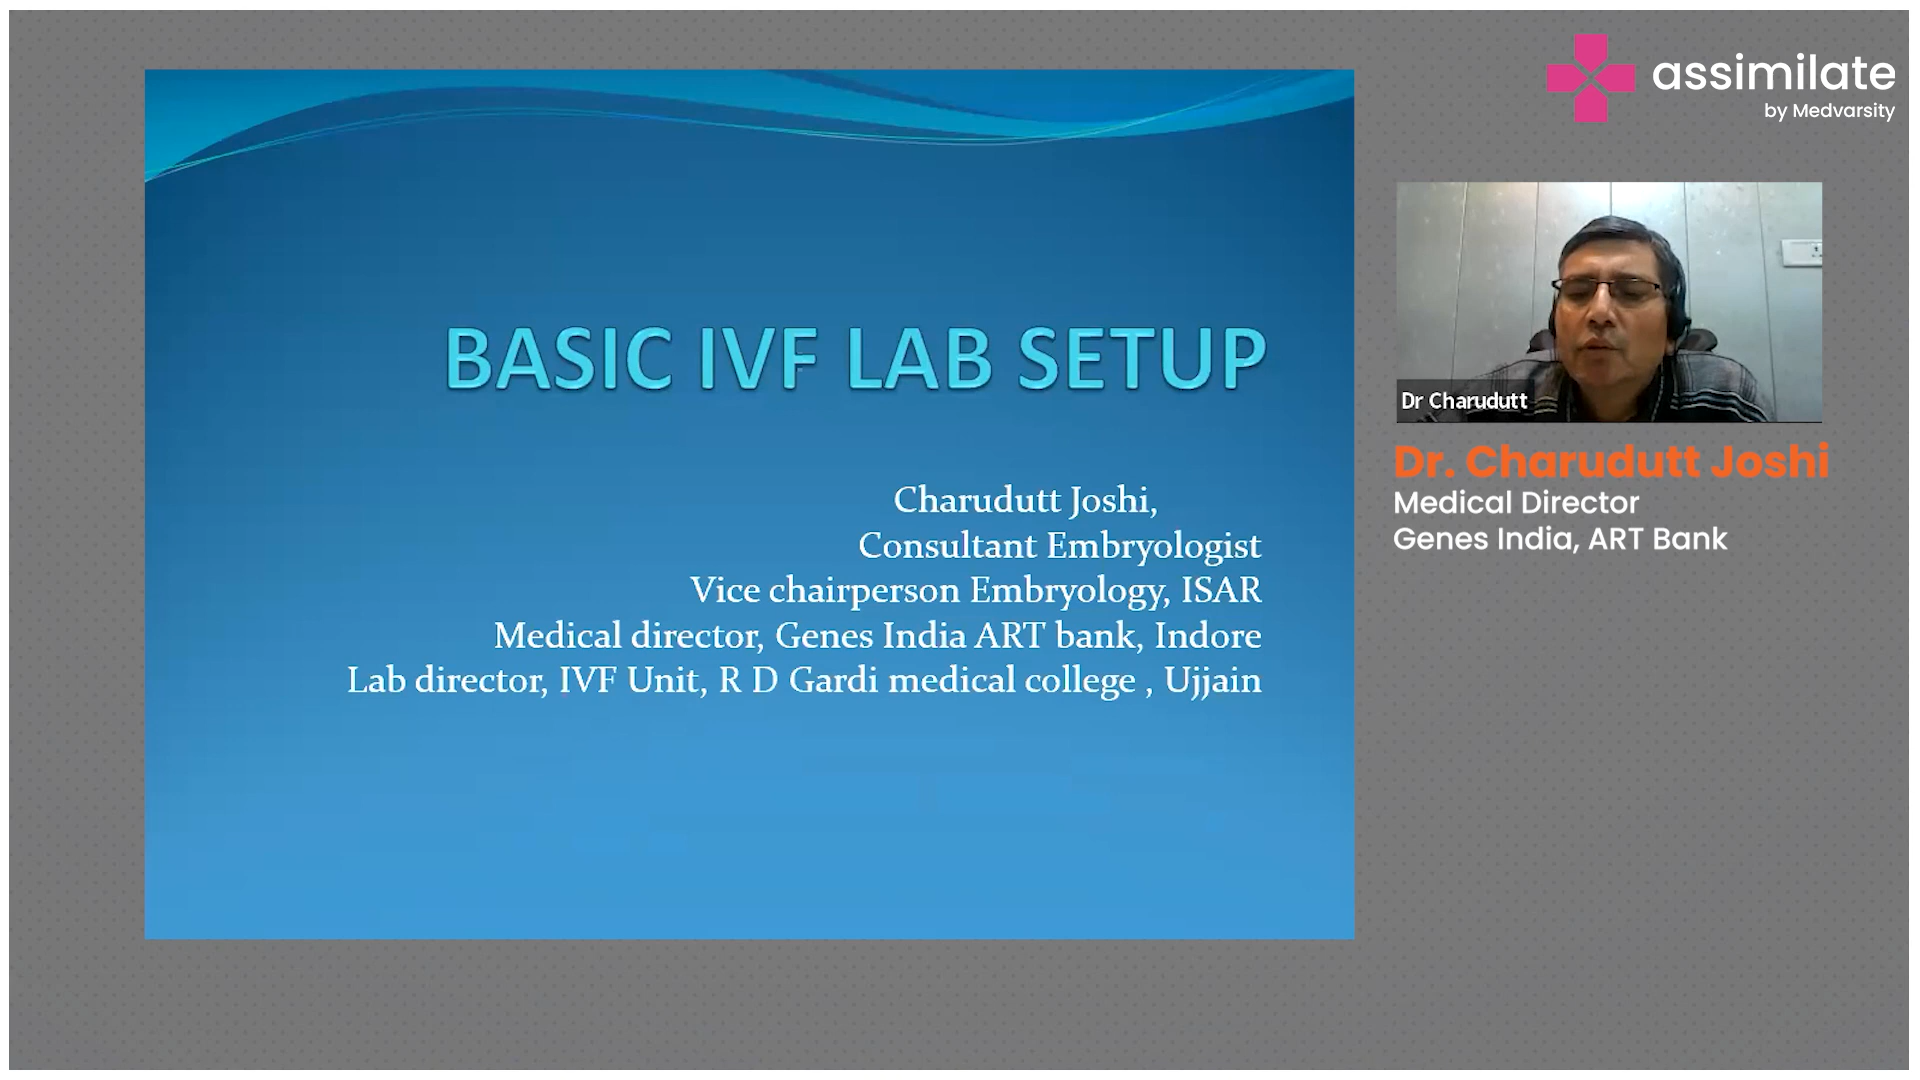 assimilate
by Medvarsity
BASIC IVF LAB SETUP
Charudutt Joshi,
Consultant Embryologist
Vice chairperson Embryology, ISAR
Medical director, Genes India ART bank, Indore
Lab director, IVF Unit, R D Gardi medical college , Ujjain
Dr Charudutt
Dr. Charudutt Joshi
Medical Director
Genes India, ART Bank